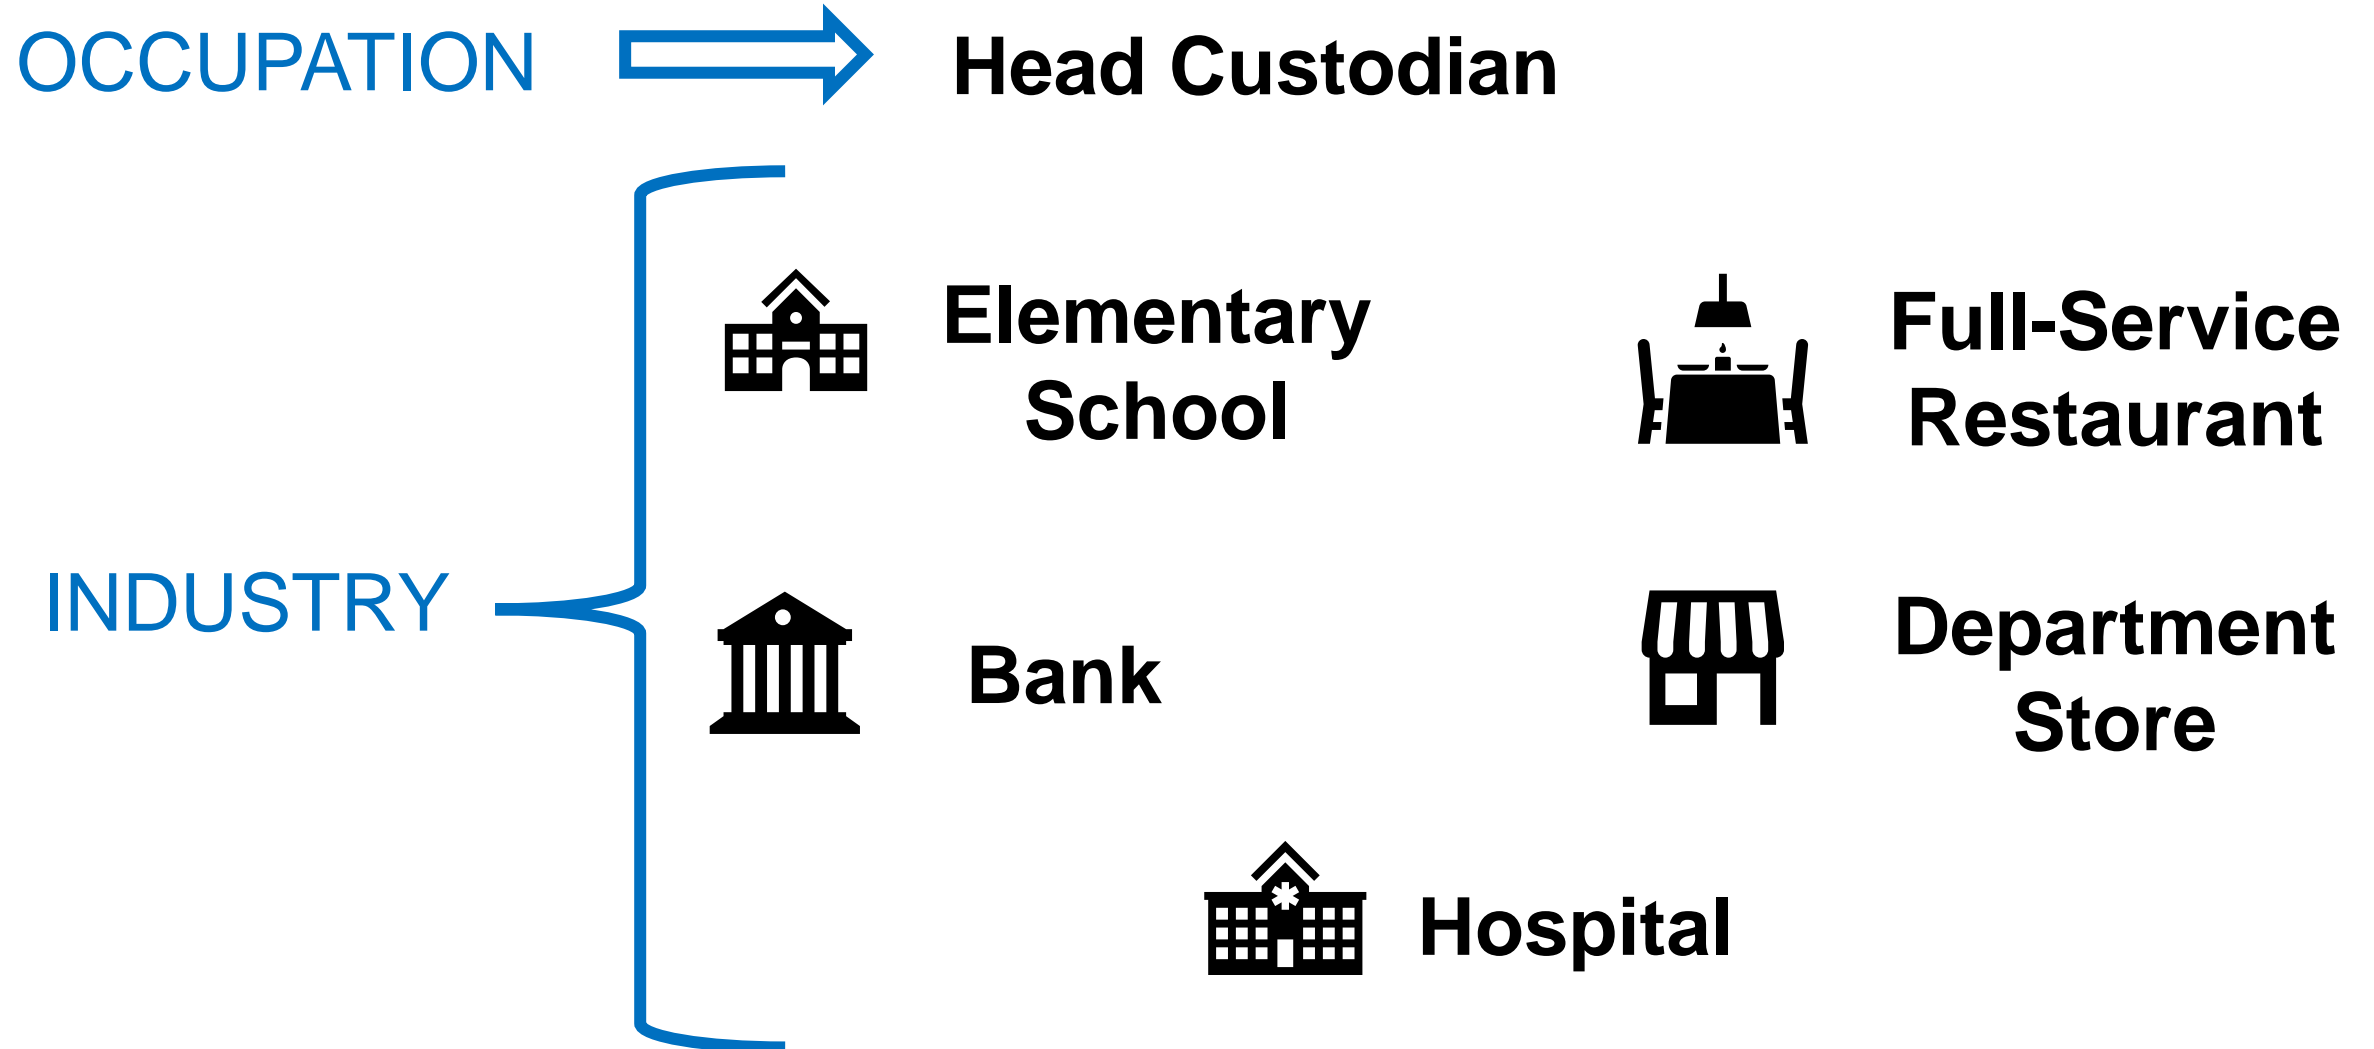 OCCUPATION
Head Custodian
INDUSTRY
Elementary
School
Full-Service
Restaurant
Bank
Department
Store
Hospital